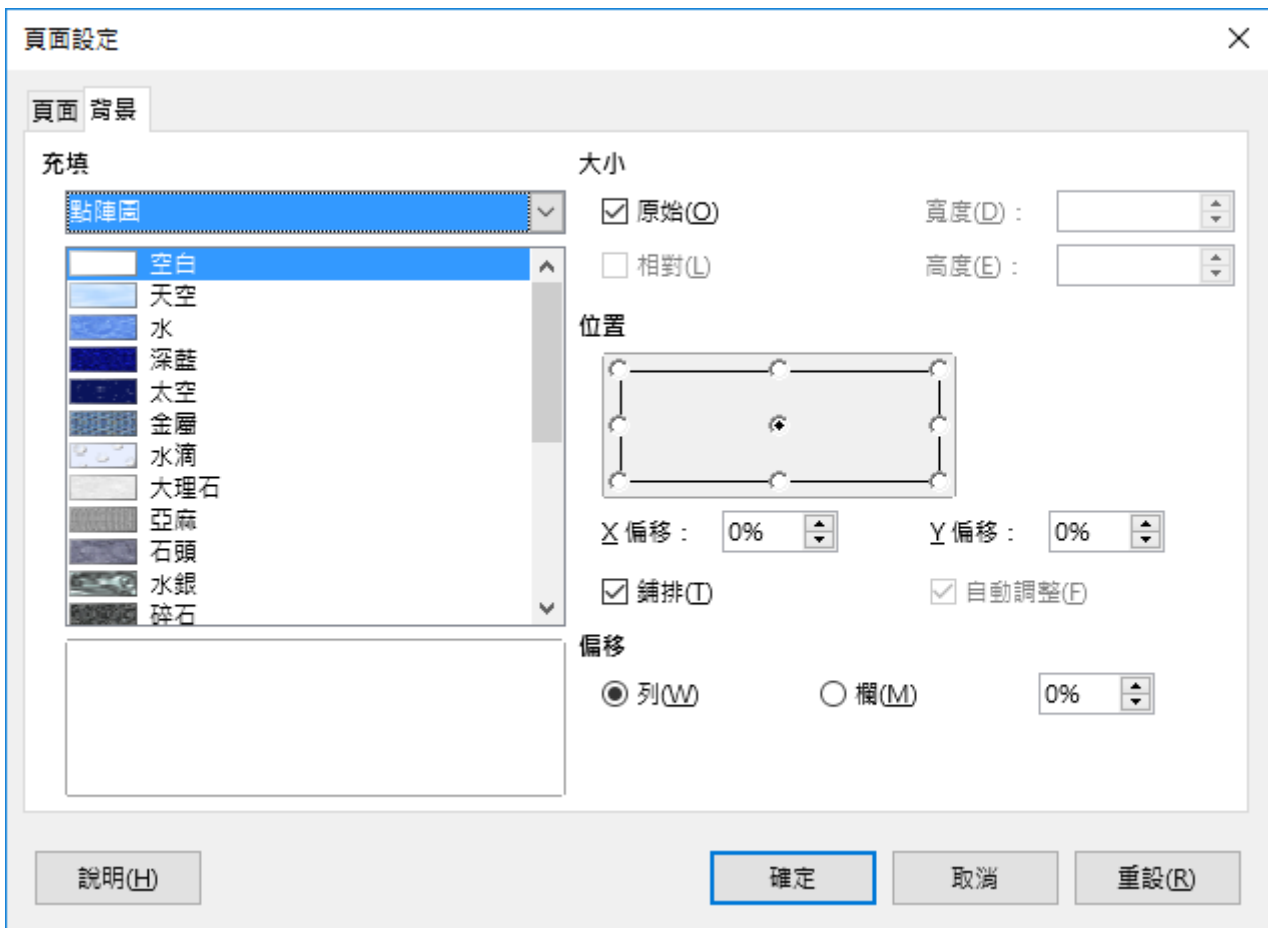 頁面設定
頁面 背景
充填
點陣圖
空白
天空
水
深藍
太空
金屬
水滴
大理石
亞麻
石頭
水銀
碎石
大小
原始(O) 寬度(D)：
相對(L) 高度(E)：
位置
X 偏移： 0% Y 偏移： 0%
鋪排(T) 自動調整(F)
偏移
列(W) 欄(M) 0%
說明(H) 確定 取消 重設(R)